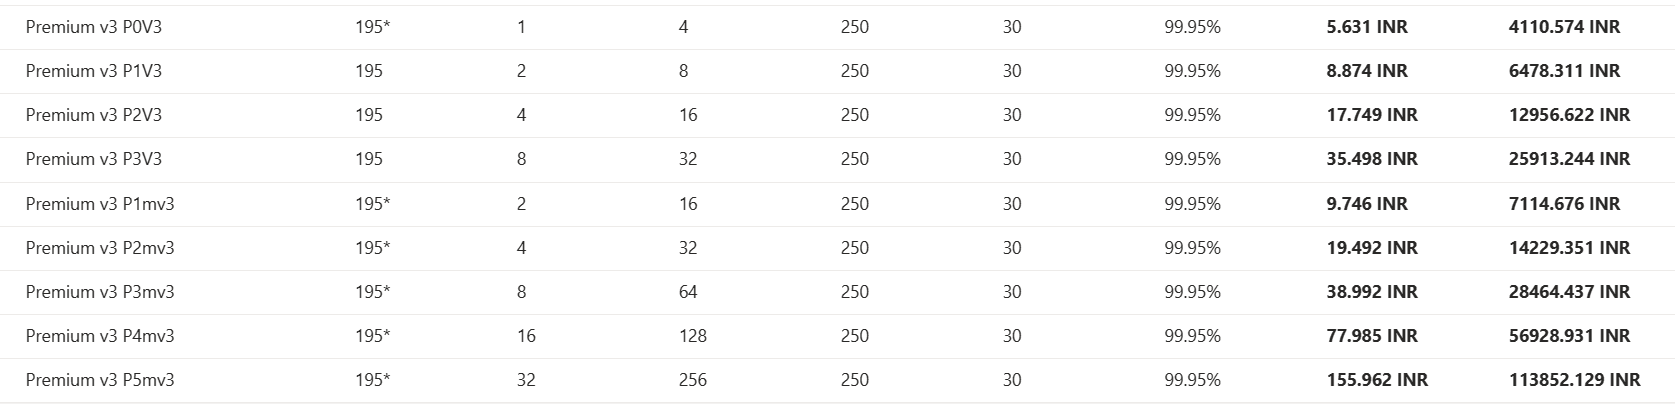 Premium v3 P0V3 195* 1 4 250 30 99.95% 5.631 INR 4110.574 INR
Premium v3 P1V3 195 2 8 250 30 99.95% 8.874 INR 6478.311 INR
Premium v3 P2V3 195 4 16 250 30 99.95% 17.749 INR 12956.622 INR
Premium v3 P3V3 195 8 32 250 30 99.95% 35.498 INR 25913.244 INR
Premium v3 P1mv3 195* 2 16 250 30 99.95% 9.746 INR 7114.676 INR
Premium v3 P2mv3 195* 4 32 250 30 99.95% 19.492 INR 14229.351 INR
Premium v3 P3mv3 195* 8 64 250 30 99.95% 38.992 INR 28464.437 INR
Premium v3 P4mv3 195* 16 128 250 30 99.95% 77.985 INR 56928.931 INR
Premium v3 P5mv3 195* 32 256 250 30 99.95% 155.962 INR 113852.129 INR